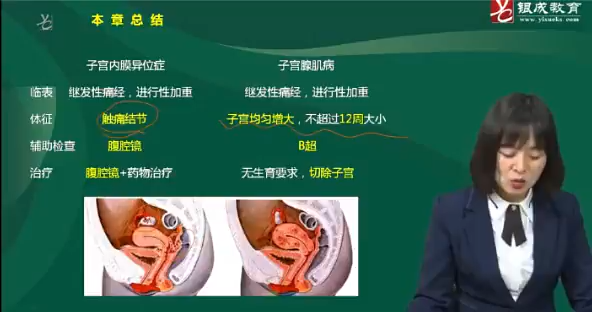 本章总结
银成教育
www.yixueks.com
子宫内膜异位症 子宫腺肌病
临表 继发性痛经，进行性加重 继发性痛经，进行性加重
体征 触痛结节 子宫均匀增大，不超过12周大小
辅助检查 腹腔镜 B超
治疗 腹腔镜+药物治疗 无生育要求，切除子宫